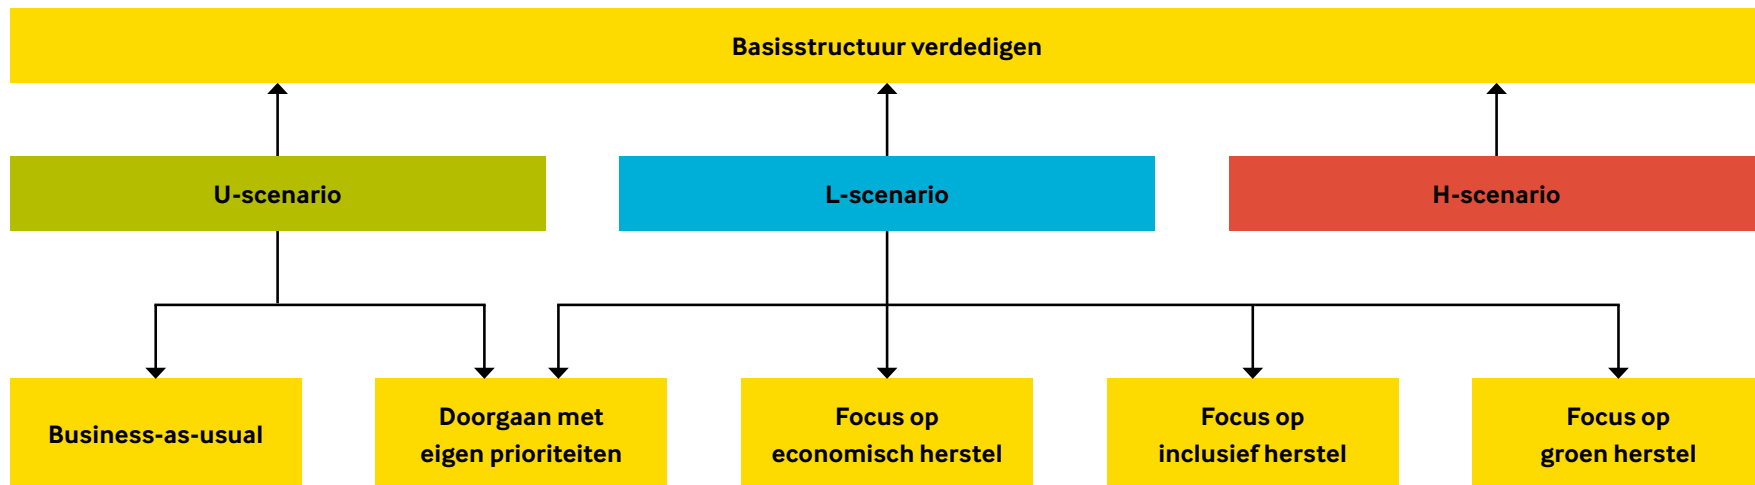 Basisstructuur verdedigen
U-scenario
L-scenario
H-scenario
Business-as-usual
Doorgaan met
eigen prioriteiten
Focus op
economisch herstel
Focus op
inclusief herstel
Focus op
groen herstel